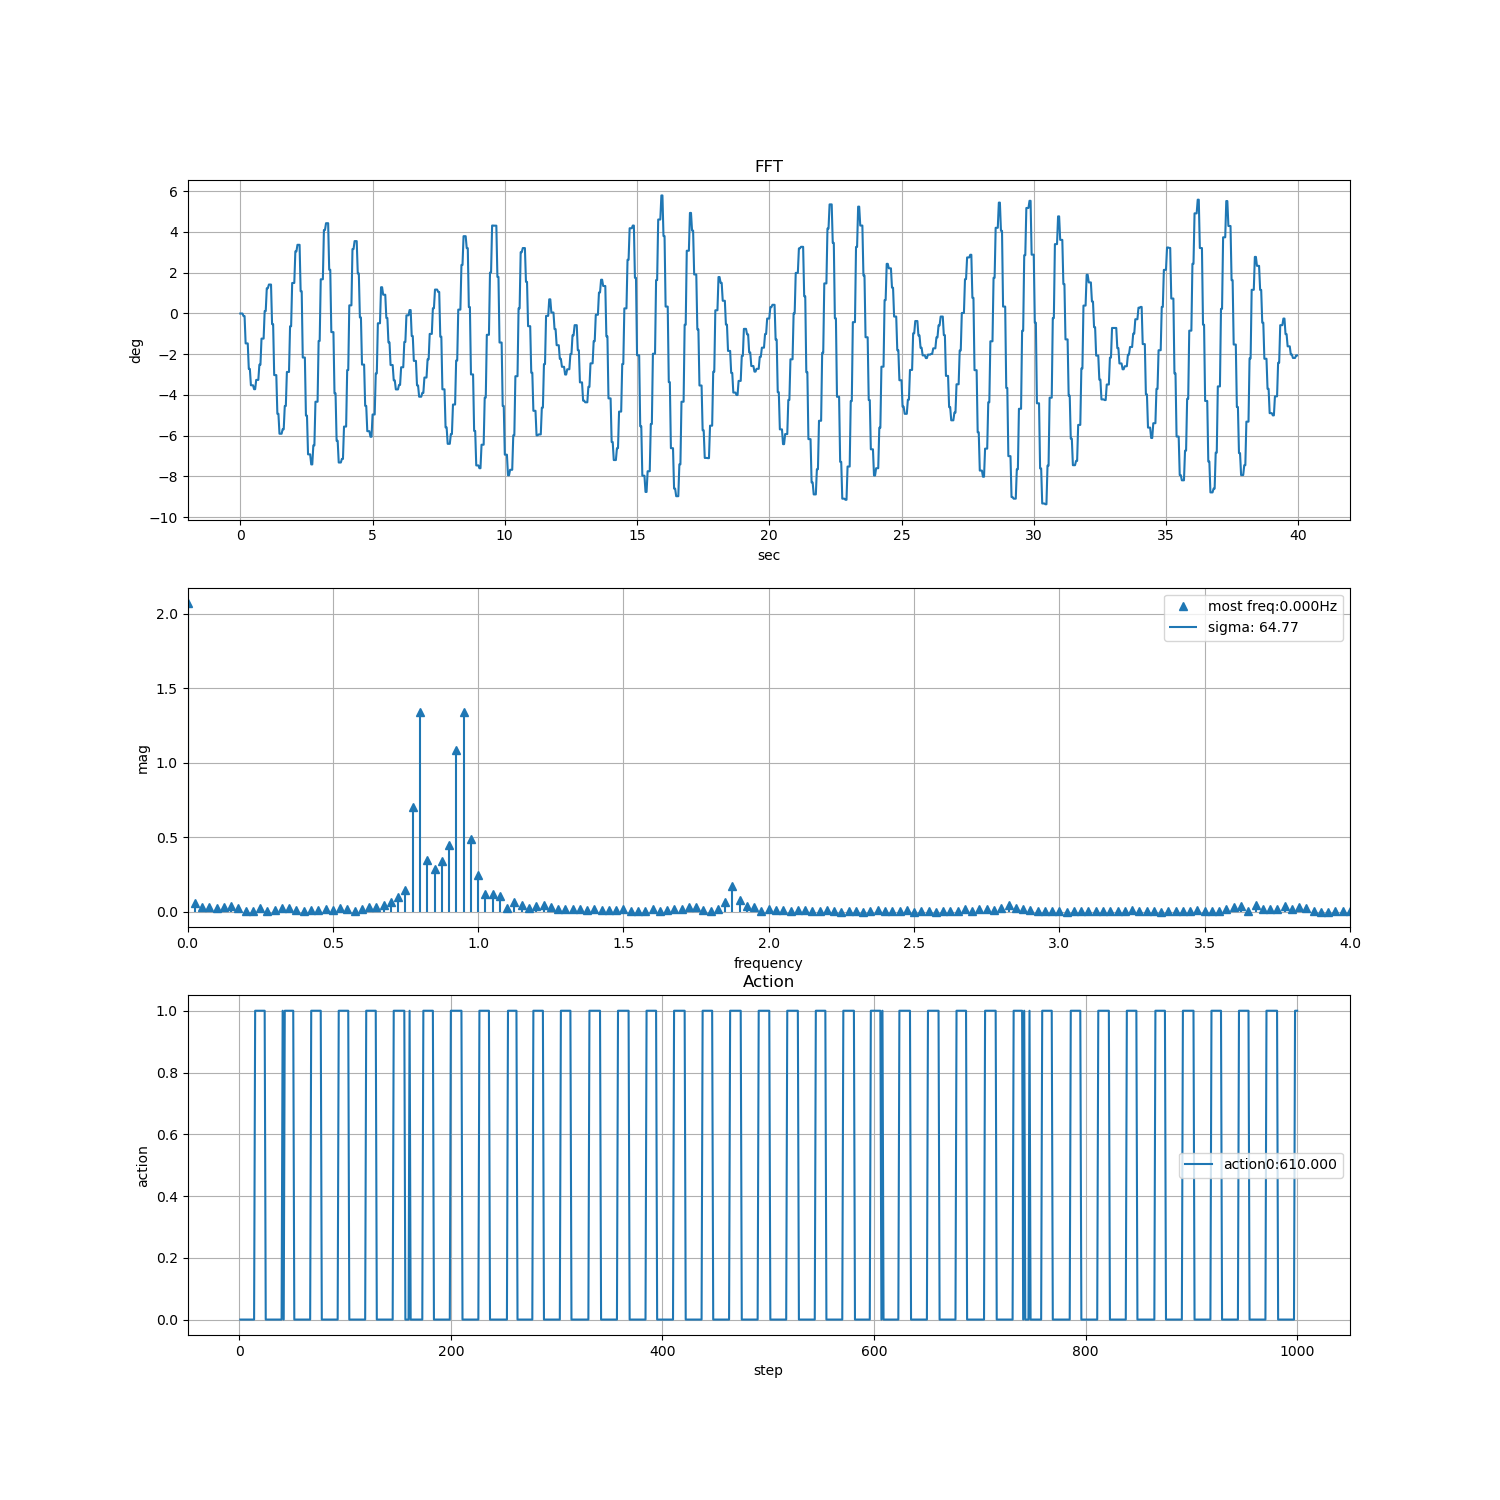 FFT
6
4
2
0
−2
−4
−6
−8
−10
deg
0 5 10 15 20 25 30 35 40
sec
2.0
1.5
1.0
0.5
0.0
mag
most freq:0.000Hz
sigma: 64.77
0.0 0.5 1.0 1.5 2.0 2.5 3.0 3.5 4.0
frequency
Action
1.0
0.8
0.6
0.4
0.2
0.0
action
action0:610.000
0 200 400 600 800 1000
step